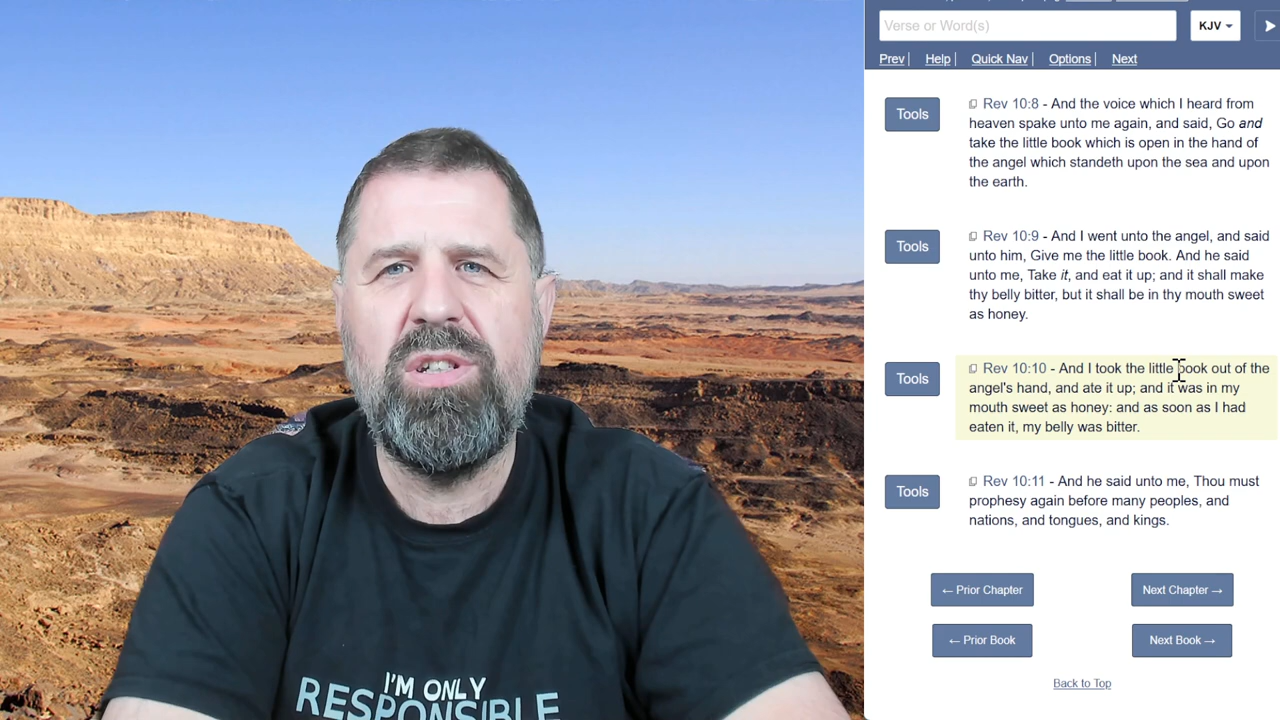 Verse or Word(s)
KJV
Prev | Help | Quick Nav | Options | Next
Tools
Rev 10:8 - And the voice which I heard from
heaven spake unto me again, and said, Go and
take the little book which is open in the hand of
the angel which standeth upon the sea and upon
the earth.
Tools
Rev 10:9 - And I went unto the angel, and said
unto him, Give me the little book. And he said
unto me, Take it, and eat it up; and it shall make
thy belly bitter, but it shall be in thy mouth sweet
as honey.
Tools
Rev 10:10 - And I took the little book out of the
angel's hand, and ate it up; and it was in my
mouth sweet as honey: and as soon as I had
eaten it, my belly was bitter.
Tools
Rev 10:11 - And he said unto me, Thou must
prophesy again before many peoples, and
nations, and tongues, and kings.
← Prior Chapter
Next Chapter →
← Prior Book
Next Book →
Back to Top
I'M ONLY
RESPONSIBLE